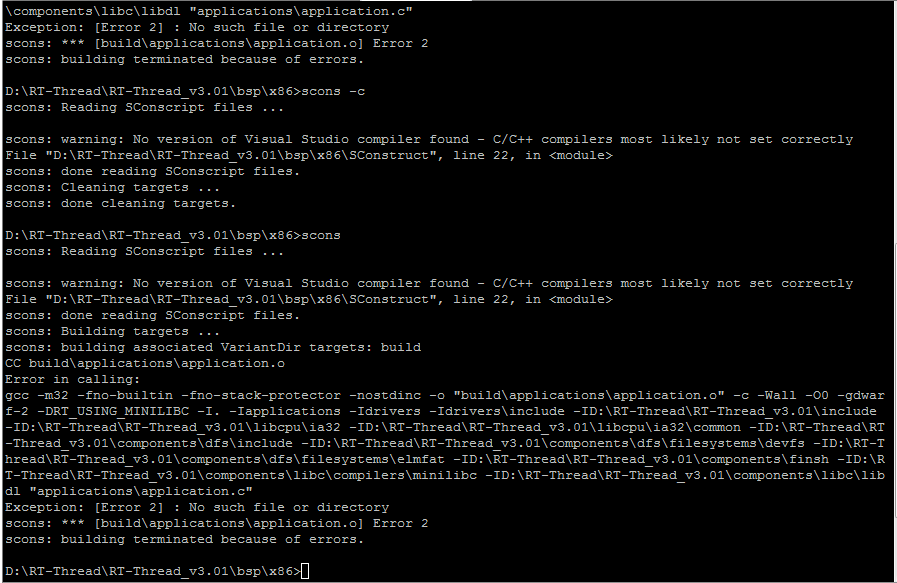 \components\libc\libdl "applications\application.c"
Exception: [Error 2] : No such file or directory
scons: *** [build\applications\application.o] Error 2
scons: building terminated because of errors.
D:\RT-Thread\RT-Thread_v3.01\bsp\x86>scons -c
scons: Reading SConscript files ...
scons: warning: No version of Visual Studio compiler found - C/C++ compilers most likely not set correctly
File "D:\RT-Thread\RT-Thread_v3.01\bsp\x86\SConstruct", line 22, in <module>
scons: done reading SConscript files.
scons: Cleaning targets ...
scons: done cleaning targets.
D:\RT-Thread\RT-Thread_v3.01\bsp\x86>scons
scons: Reading SConscript files ...
scons: warning: No version of Visual Studio compiler found - C/C++ compilers most likely not set correctly
File "D:\RT-Thread\RT-Thread_v3.01\bsp\x86\SConstruct", line 22, in <module>
scons: done reading SConscript files.
scons: Building targets ...
scons: building associated VariantDir targets: build
CC build\applications\application.o
Error in calling:
gcc -m32 -fno-builtin -fno-stack-protector -nostdinc -o "build\applications\application.o" -c -Wall -O0 -gdwar
f-2 -DRT_USING_MINILIBC -I. -Iapplications -Idrivers -Idrivers\include -ID:\RT-Thread\RT-Thread_v3.01\include
-ID:\RT-Thread\RT-Thread_v3.01\libcpu\ia32 -ID:\RT-Thread\RT-Thread_v3.01\libcpu\ia32\common -ID:\RT-Thread\RT
-Thread_v3.01\components\dfs\include -ID:\RT-Thread\RT-Thread_v3.01\components\dfs\filesystems\devfs -ID:\RT-T
hread\RT-Thread_v3.01\components\dfs\filesystems\elmfat -ID:\RT-Thread\RT-Thread_v3.01\components\finsh -ID:\R
T-Thread\RT-Thread_v3.01\components\libc\compilers\minilibc -ID:\RT-Thread\RT-Thread_v3.01\components\libc\lib
dl "applications\application.c"
Exception: [Error 2] : No such file or directory
scons: *** [build\applications\application.o] Error 2
scons: building terminated because of errors.
D:\RT-Thread\RT-Thread_v3.01\bsp\x86>